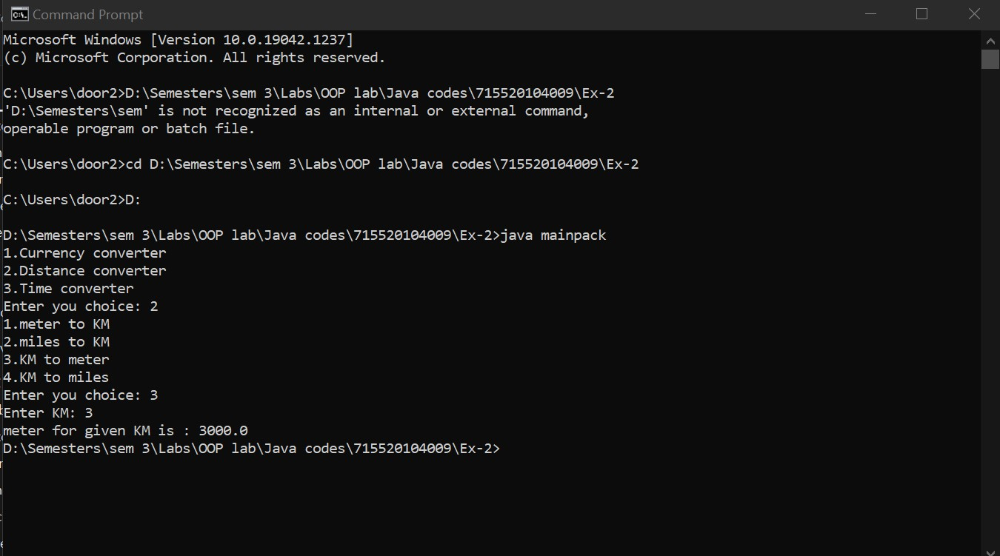 Command Prompt
Microsoft Windows [Version 10.0.19042.1237]
(c) Microsoft Corporation. All rights reserved.
C:\Users\door2>D:\Semesters\sem 3\Labs\OOP lab\Java codes\715520104009\Ex-2
'D:\Semesters\sem' is not recognized as an internal or external command,
operable program or batch file.
C:\Users\door2>cd D:\Semesters\sem 3\Labs\OOP lab\Java codes\715520104009\Ex-2
C:\Users\door2>D:
D:\Semesters\sem 3\Labs\OOP lab\Java codes\715520104009\Ex-2>java mainpack
1.Currency converter
2.Distance converter
3.Time converter
Enter you choice: 2
1.meter to KM
2.miles to KM
3.KM to meter
4.KM to miles
Enter you choice: 3
Enter KM: 3
meter for given KM is : 3000.0
D:\Semesters\sem 3\Labs\OOP lab\Java codes\715520104009\Ex-2>